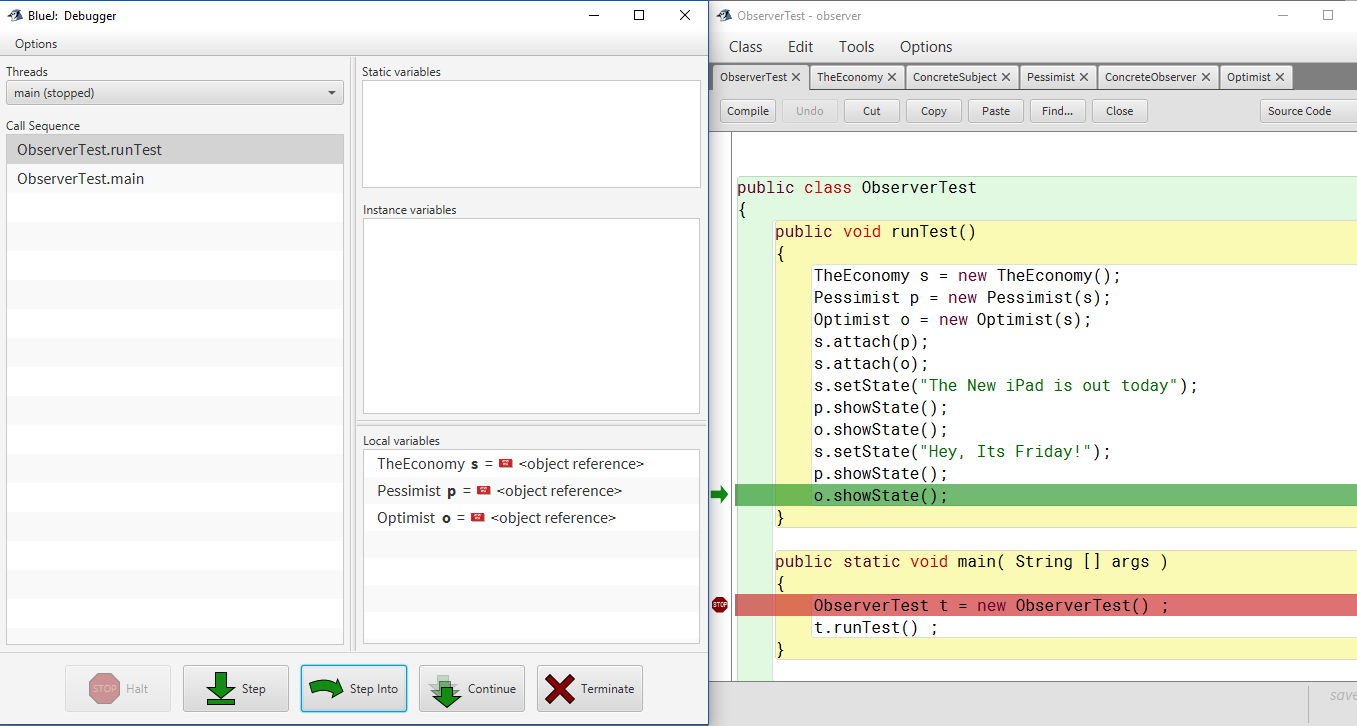 BlueJ: Debugger
Options
Threads
main (stopped)
Call Sequence
ObserverTest.runTest
ObserverTest.main
Static variables
Instance variables
Local variables
TheEconomy s = <object reference>
Pessimist p = <object reference>
Optimist o = <object reference>
STOP Halt
Step
Step Into
Continue
Terminate
ObserverTest - observer
Class Edit Tools Options
ObserverTest TheEconomy ConcreteSubject Pessimist ConcreteObserver Optimist
Compile Undo Cut Copy Paste Find... Close Source Code
public class ObserverTest
{
public void runTest()
{
TheEconomy s = new TheEconomy();
Pessimist p = new Pessimist(s);
Optimist o = new Optimist(s);
s.attach(p);
s.attach(o);
s.setState("The New iPad is out today");
p.showState();
o.showState();
s.setState("Hey, Its Friday!");
p.showState();
o.showState();
}
public static void main( String [] args )
{
STOP ObserverTest t = new ObserverTest() ;
t.runTest() ;
}